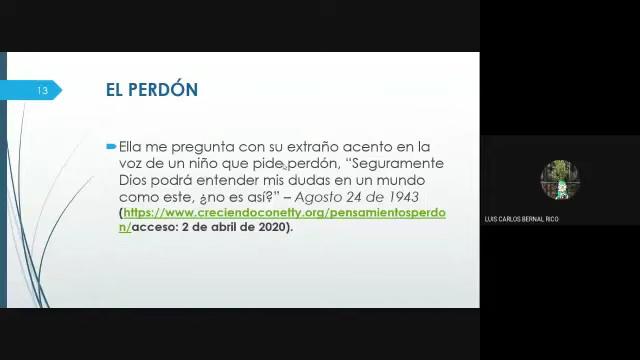 13
EL PERDÓN
Ella me pregunta con su extraño acento en la
voz de un niño que pide perdón, “Seguramente
Dios podrá entender mis dudas en un mundo
como este, ¿no es así?” – Agosto 24 de 1943
(https://www.creciendoconetty.org/pensamientosperdo
n/acceso: 2 de abril de 2020).
LUIS CARLOS BERNAL RICO